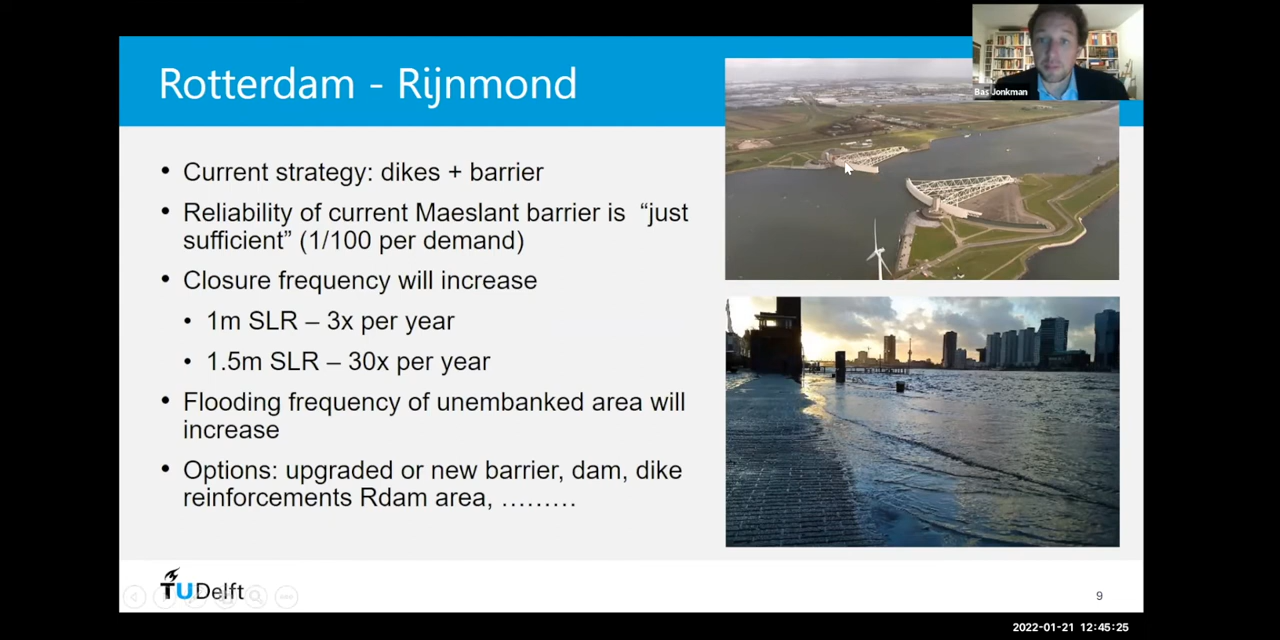 Bas Jonkman
Rotterdam - Rijnmond
• Current strategy: dikes + barrier
• Reliability of current Maeslant barrier is “just
sufficient” (1/100 per demand)
• Closure frequency will increase
• 1m SLR – 3x per year
• 1.5m SLR – 30x per year
• Flooding frequency of unembanked area will
increase
• Options: upgraded or new barrier, dam, dike
reinforcements Rdam area, ………
TUDelft
9
2022-01-21 12:45:25